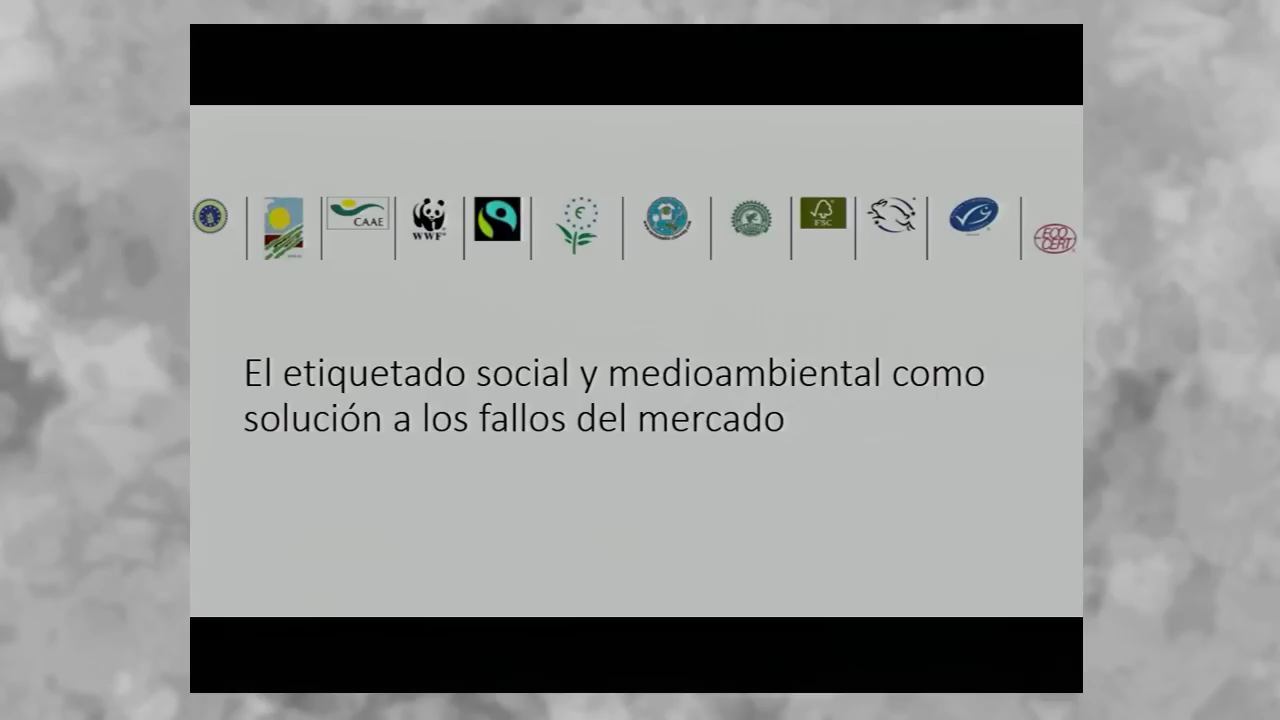 CAAE
WWF
FSC
ECO
CERT
El etiquetado social y medioambiental como
solución a los fallos del mercado